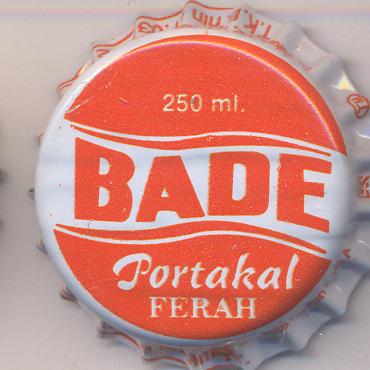 250 ml.
BADE
Portakal
FERAH